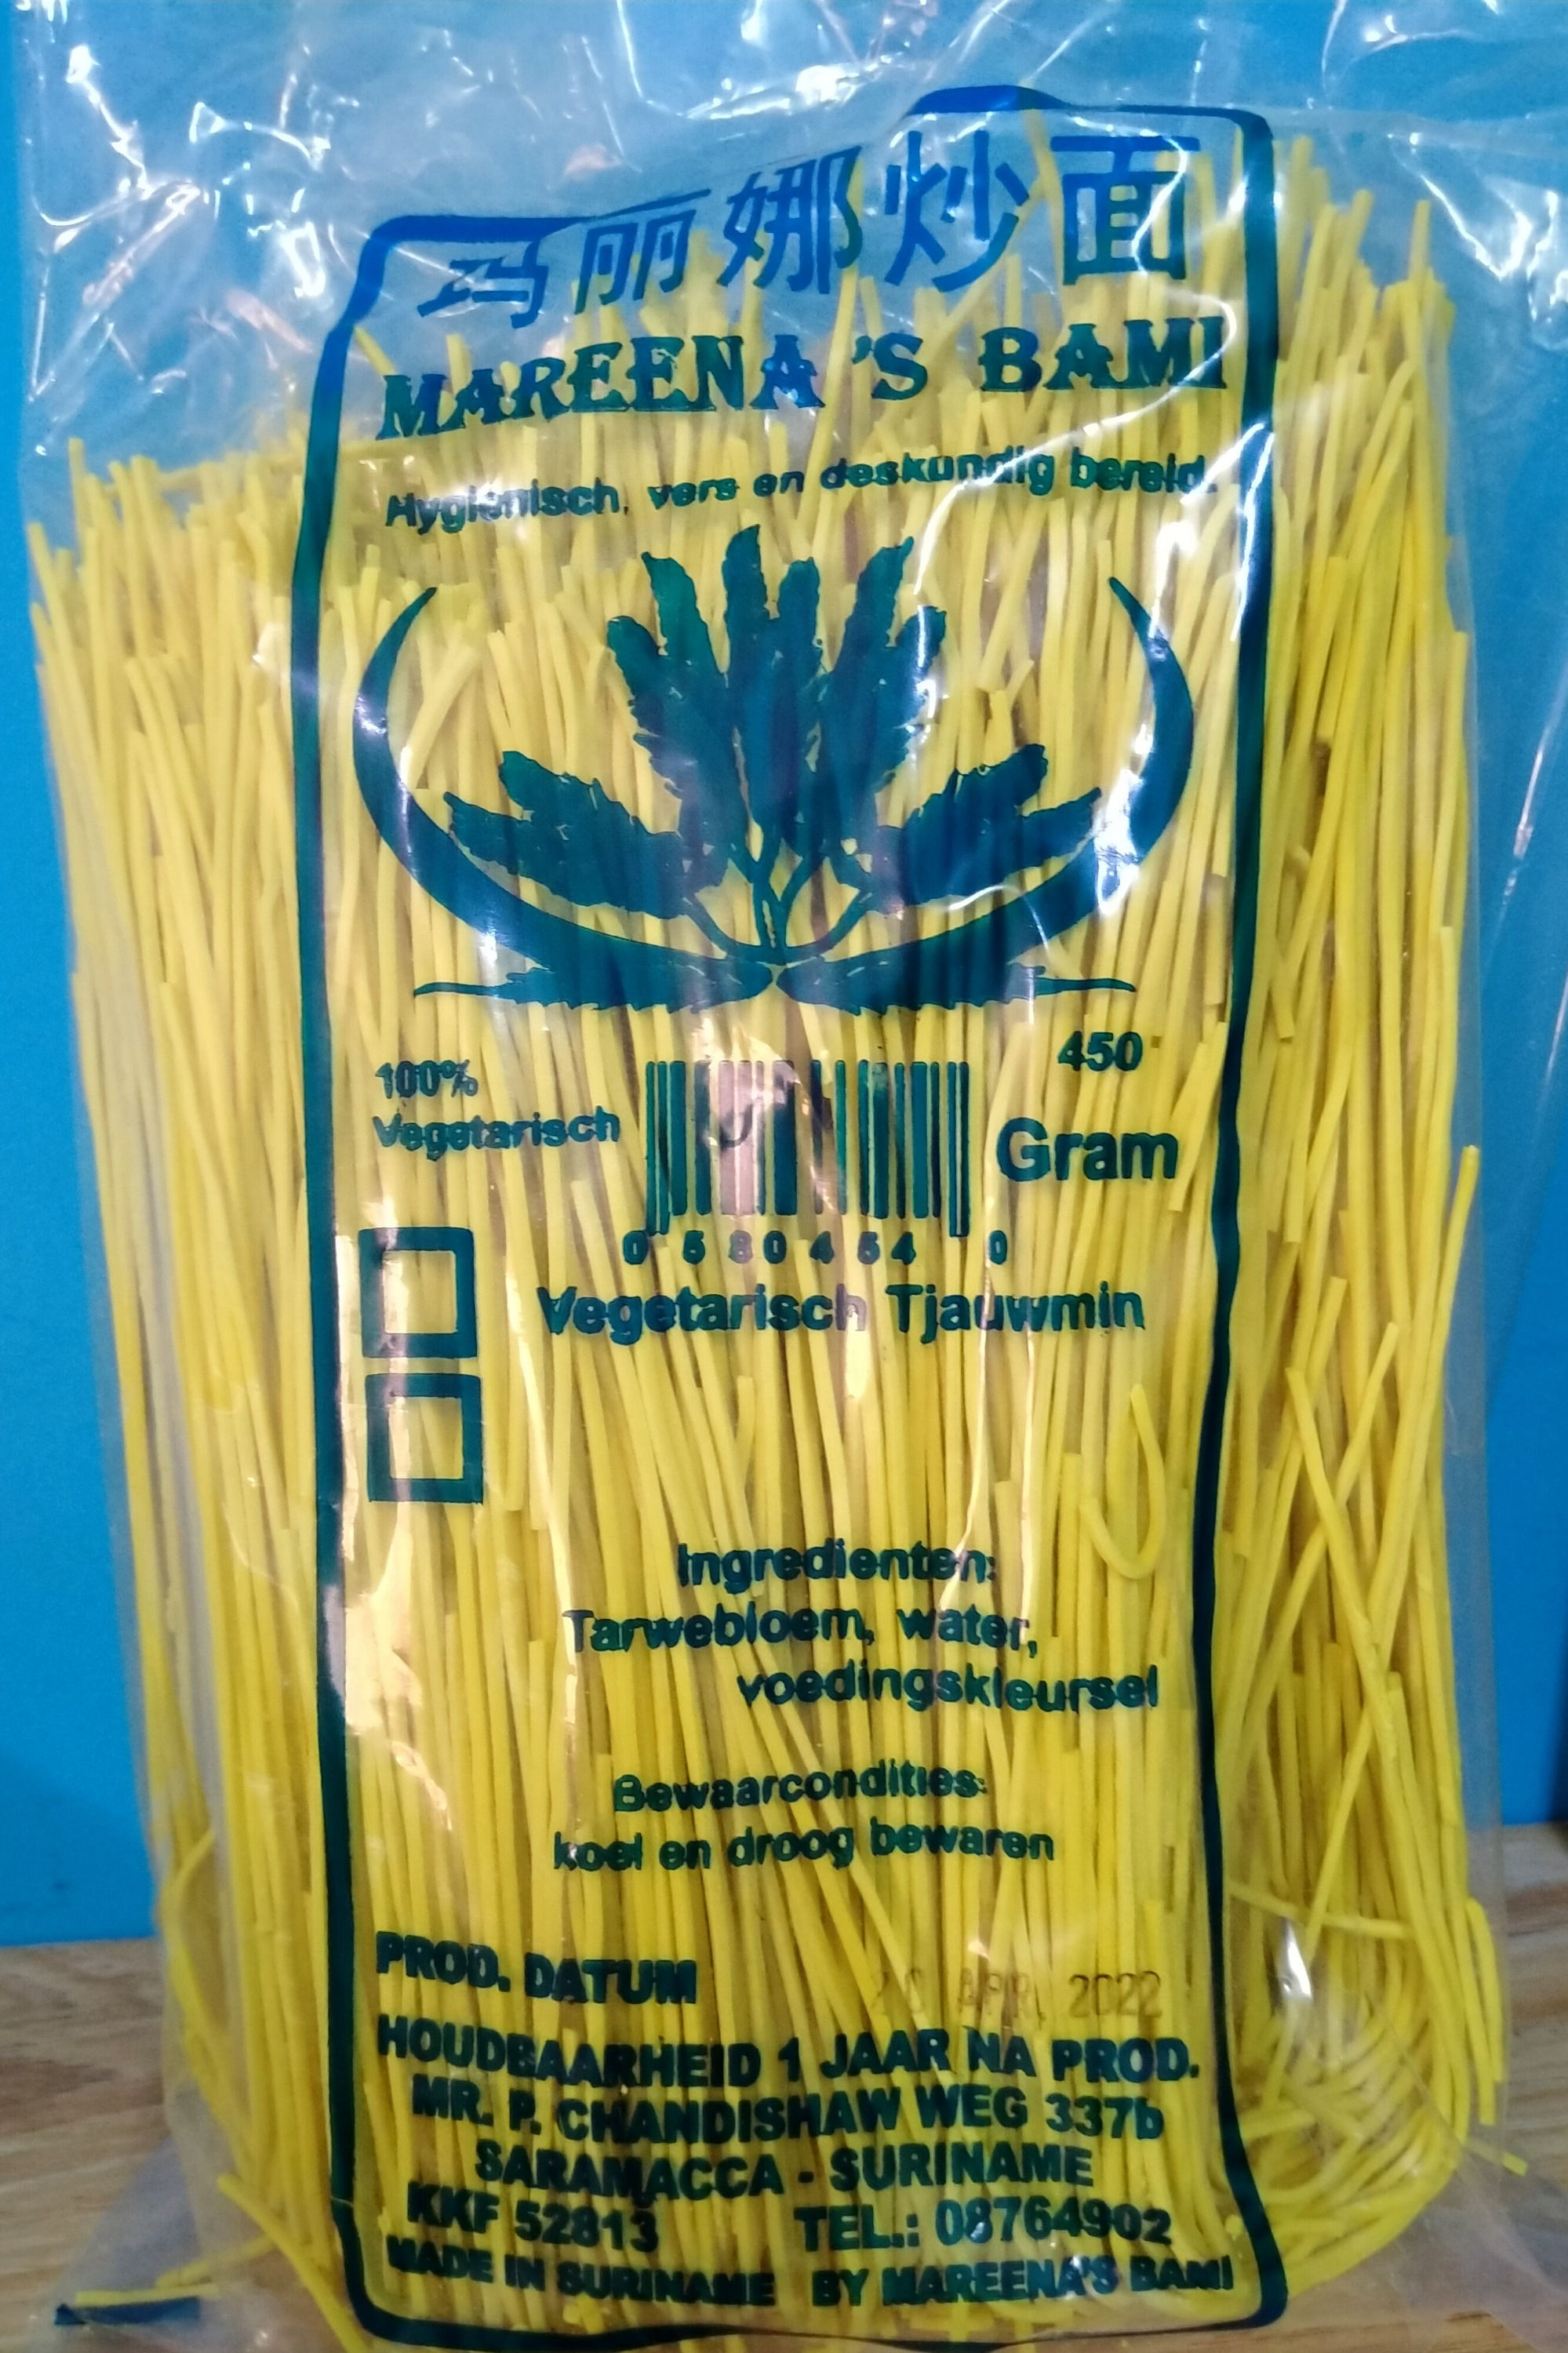 玛丽娜炒面
MAREENA'S BAMI
Hygienisch, vers en deskundig bereid.
100%
Vegetarisch
450
Gram
0 580454 0
Vegetarisch Tjauwmin
Ingredienten:
Tarwebloem, water,
voedingskleursel
Bewaarcondities:
koel en droog bewaren
PROD. DATUM 20 APR. 2022
HOUDBAARHEID 1 JAAR NA PROD.
MR. P. CHANDISHAW WEG 337b
SARAMACCA - SURINAME
KKF 52813 TEL.: 08764902
MADE IN SURINAME BY MAREENA'S BAMI